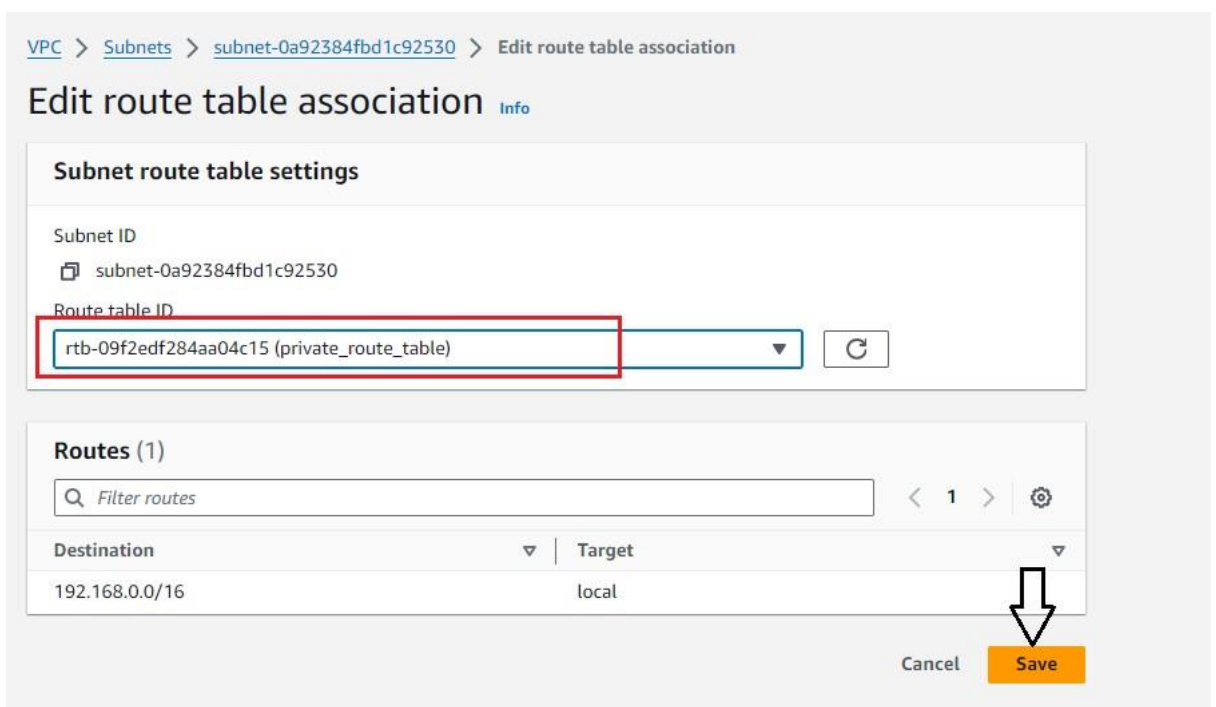 VPC > Subnets > subnet-0a92384fbd1c92530 > Edit route table association
Edit route table association Info
Subnet route table settings
Subnet ID
subnet-0a92384fbd1c92530
Route table ID
rtb-09f2edf284aa04c15 (private_route_table)
Routes (1)
Filter routes
< 1 >
Destination Target
192.168.0.0/16 local
Cancel Save